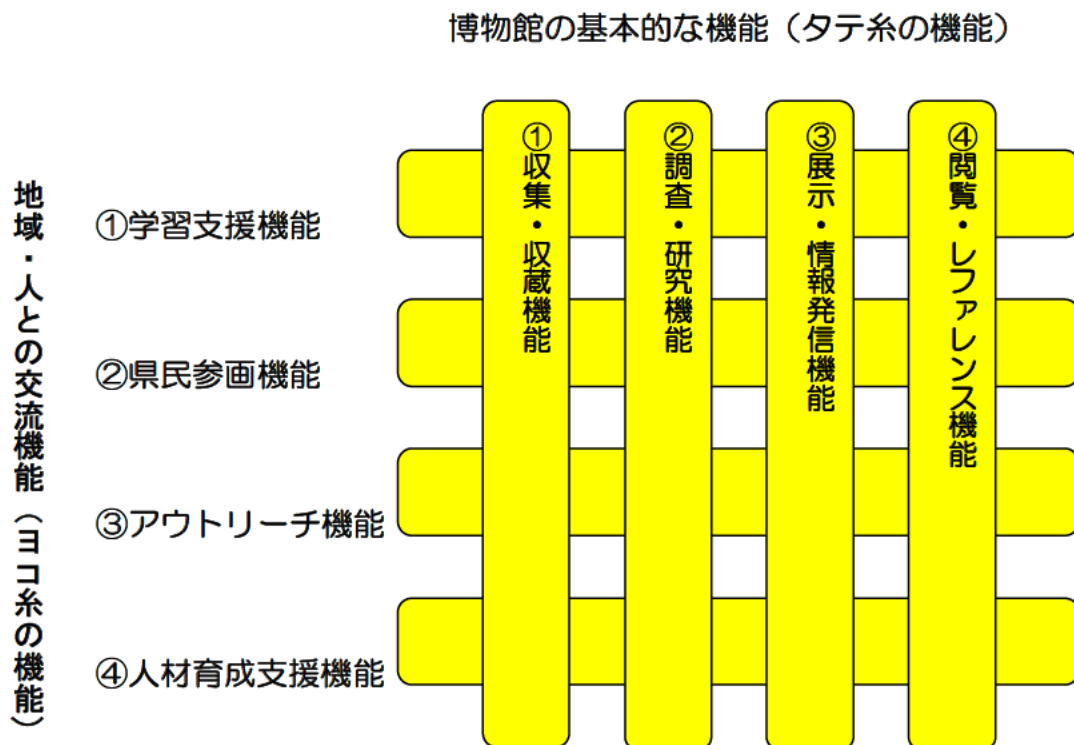 博物館の基本的な機能（タテ糸の機能）
①収集・収蔵機能
②調査・研究機能
③展示・情報発信機能
④閲覧・レファレンス機能
地域・人との交流機能（ヨコ糸の機能）
①学習支援機能
②県民参画機能
③アウトリーチ機能
④人材育成支援機能